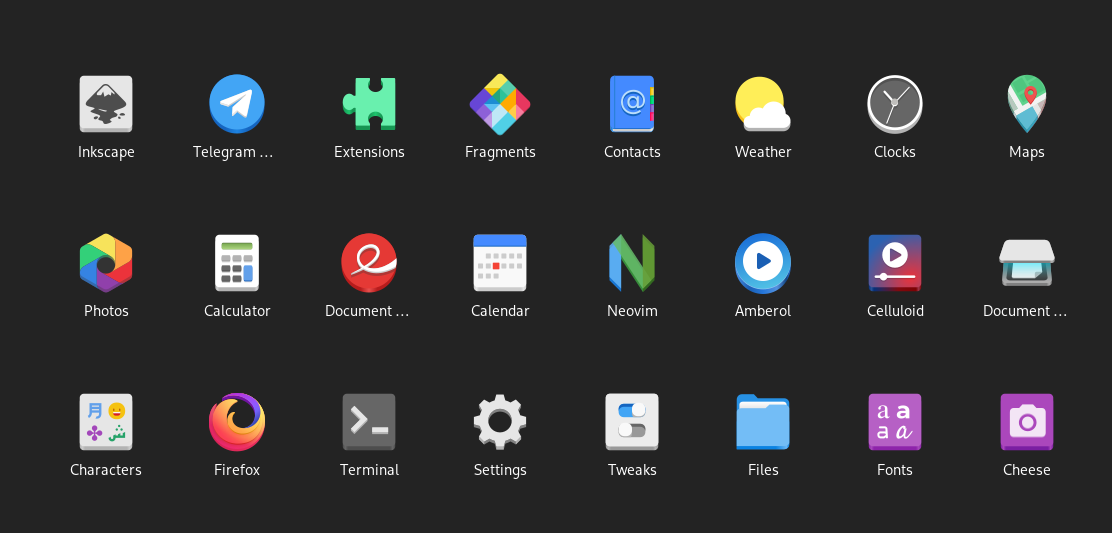 Inkscape
Telegram ...
Extensions
Fragments
@
Contacts
Weather
Clocks
Maps
Photos
Calculator
Document ...
Calendar
Neovim
Amberol
Celluloid
Document ...
月
ش
Characters
Firefox
>_
Terminal
Settings
Tweaks
Files
a a
a a
Fonts
Cheese